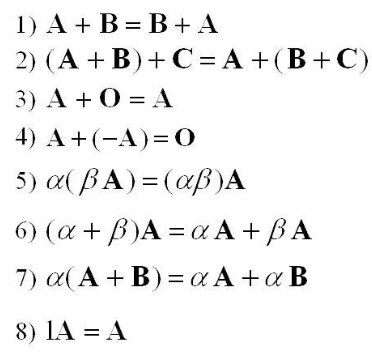 1) A + B = B + A
2) (A + B) + C = A + (B + C)
3) A + O = A
4) A + (−A) = O
5) α(βA) = (αβ)A
6) (α + β)A = αA + βA
7) α(A + B) = αA + αB
8) 1A = A